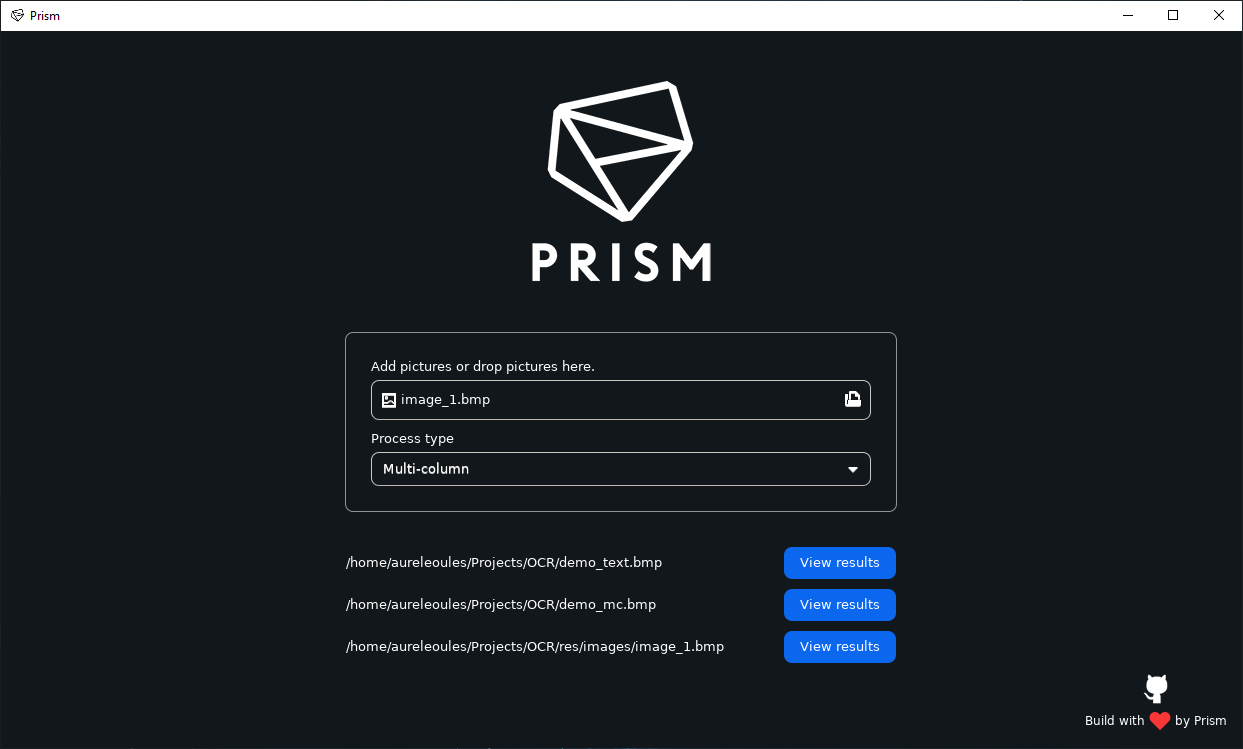 Prism
PRISM
Add pictures or drop pictures here.
image_1.bmp
Process type
Multi-column
/home/aureleoules/Projects/OCR/demo_text.bmp View results
/home/aureleoules/Projects/OCR/demo_mc.bmp View results
/home/aureleoules/Projects/OCR/res/images/image_1.bmp View results
Build with ❤ by Prism